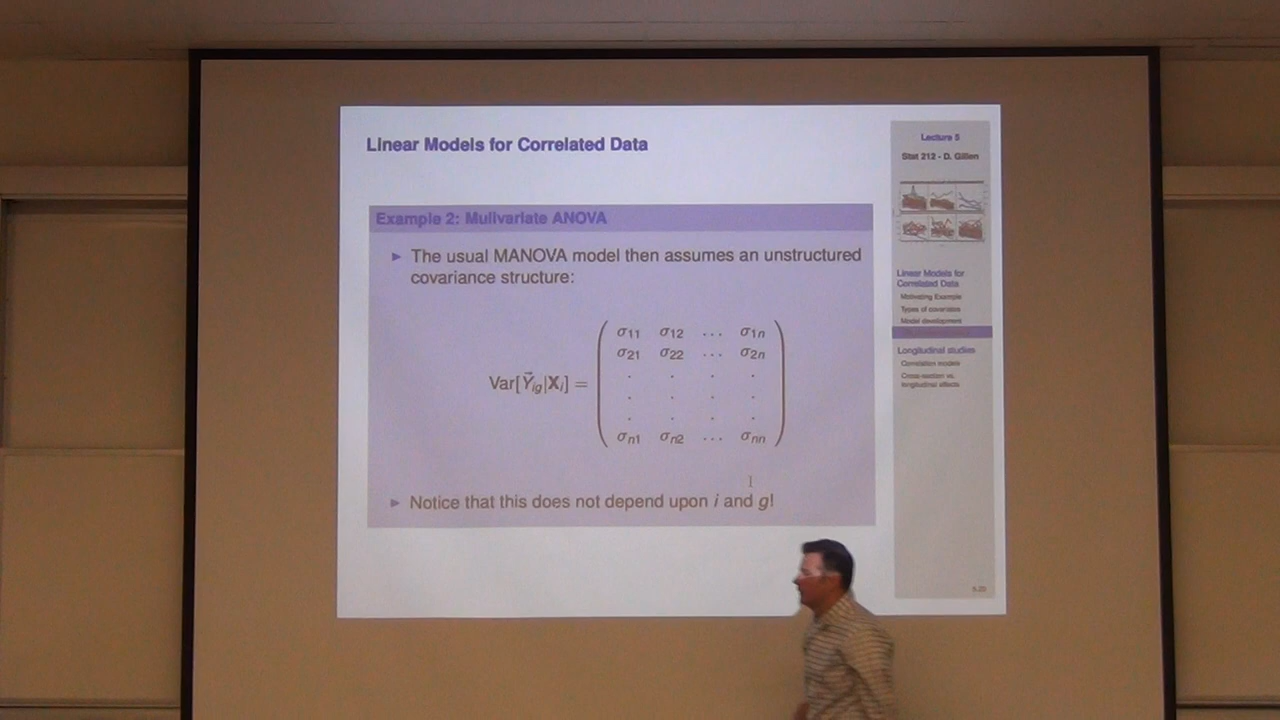 Linear Models for Correlated Data
Example 2: Mulivariate ANOVA
▶ The usual MANOVA model then assumes an unstructured
covariance structure:
σ11 σ12 ... σ1n
σ21 σ22 ... σ2n
. . . .
Var[Y⃗ig|Xi] = . . . .
. . . .
σn1 σn2 ... σnn
▶ Notice that this does not depend upon i and g!
Lecture 5
Stat 212 - D. Gillen
Linear Models for
Correlated Data
Motivating Example
Types of covariates
Model development
Longitudinal studies
Correlation models
Cross-section vs.
longitudinal effects
5.20